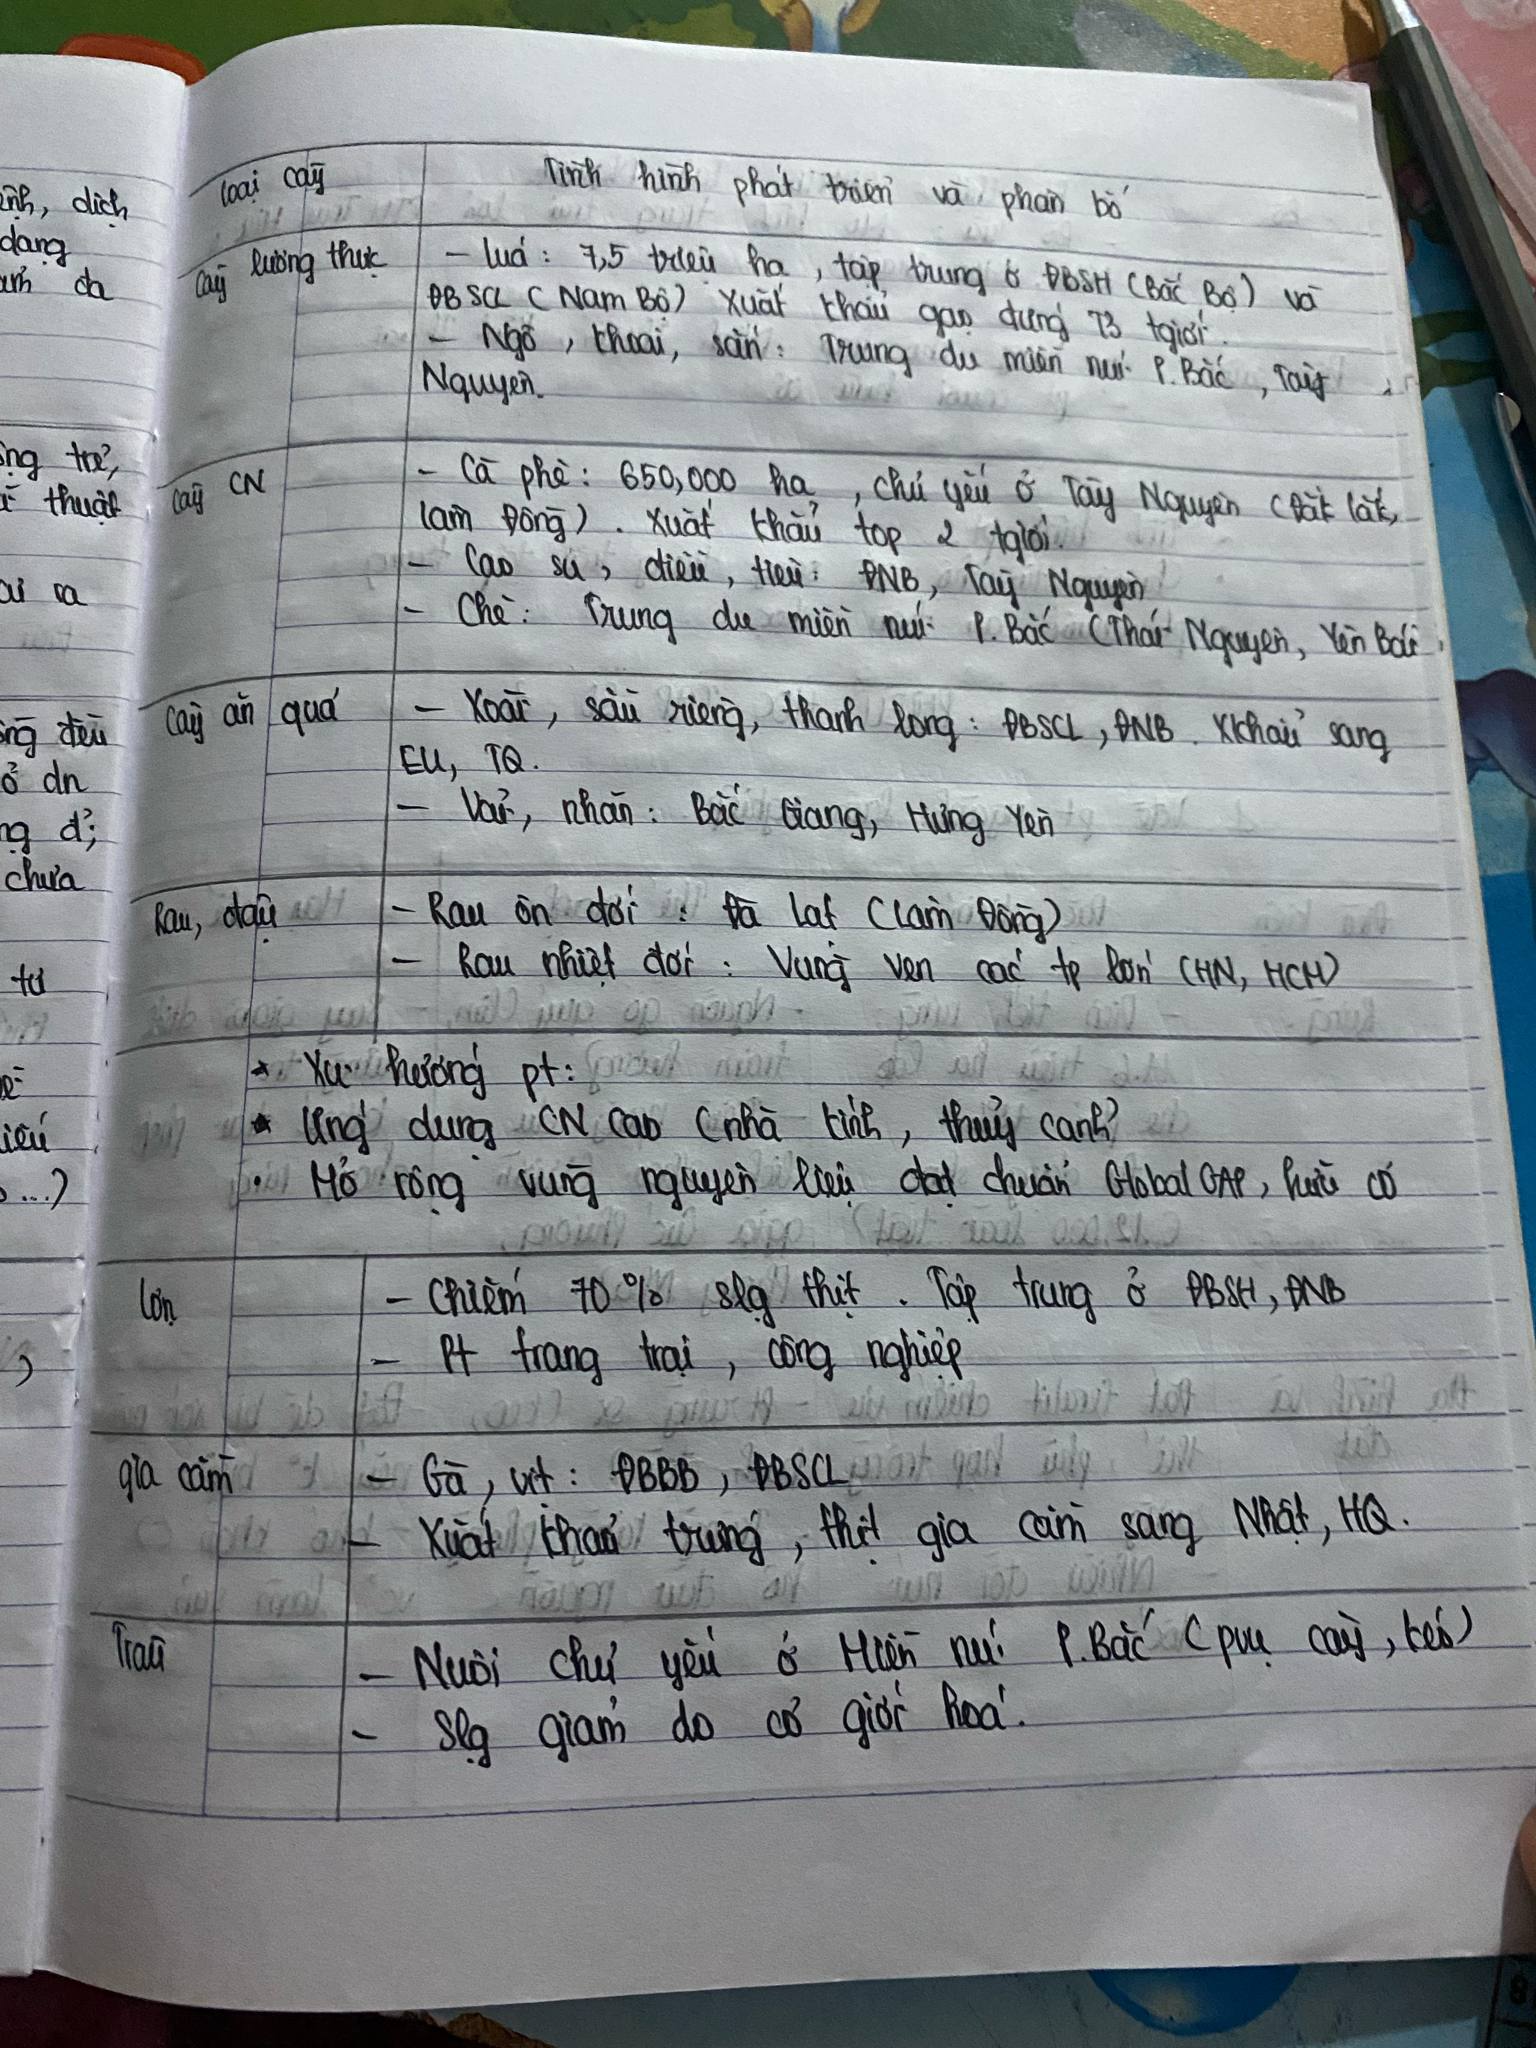 ình, dịch
dạng
ẩm đa
ộng trẻ,
thuật
ra
ồng đều
ở dn
ng đ;
chưa
tư
...)
Loại cây Tình hình phát triển và phân bố
Cây lương thực - Lúa : 7,5 triệu ha , tập trung ở ĐBSH (Bắc Bộ) và
ĐBSCL ( Nam Bộ) Xuất khẩu gạo đứng T3 tgiới.
- Ngô , khoai, sắn : Trung du miền núi P.Bắc , Tây
Nguyên.
Cây CN - Cà phê : 650,000 ha , chủ yếu ở Tây Nguyên (Đắk Lắk,
Lâm Đồng) . Xuất khẩu top 2 tgiới.
- Cao su , điều , tiêu : ĐNB , Tây Nguyên
- Chè : Trung du miền núi P. Bắc (Thái Nguyên, Yên Bái
Cây ăn quả - Xoài , sầu riêng, thanh long : ĐBSCL , ĐNB . Xkhẩu sang
EU, TQ.
- Vải , nhãn : Bắc Giang, Hưng Yên
Rau, đậu - Rau ôn đới : Đà Lạt (Lâm Đồng)
- Rau nhiệt đới : Vùng ven các tp lớn (HN, HCM)
* Xu hướng pt:
* Ứng dụng CN cao (nhà kính , thuỷ canh)
• Mở rộng vùng nguyên liệu đạt chuẩn Global GAP, hữu cơ
Lợn - Chiếm 70% slg thịt . Tập trung ở ĐBSH, ĐNB
- Pt trang trại , công nghiệp
gia cầm - Gà , vịt : ĐBBB , ĐBSCL
- Xuất khẩu trứng , thịt gia cầm sang Nhật, HQ.
Trâu - Nuôi chủ yếu ở Miền núi P.Bắc ( pvụ cày , kéo)
- Slg giảm do cơ giới hoá.